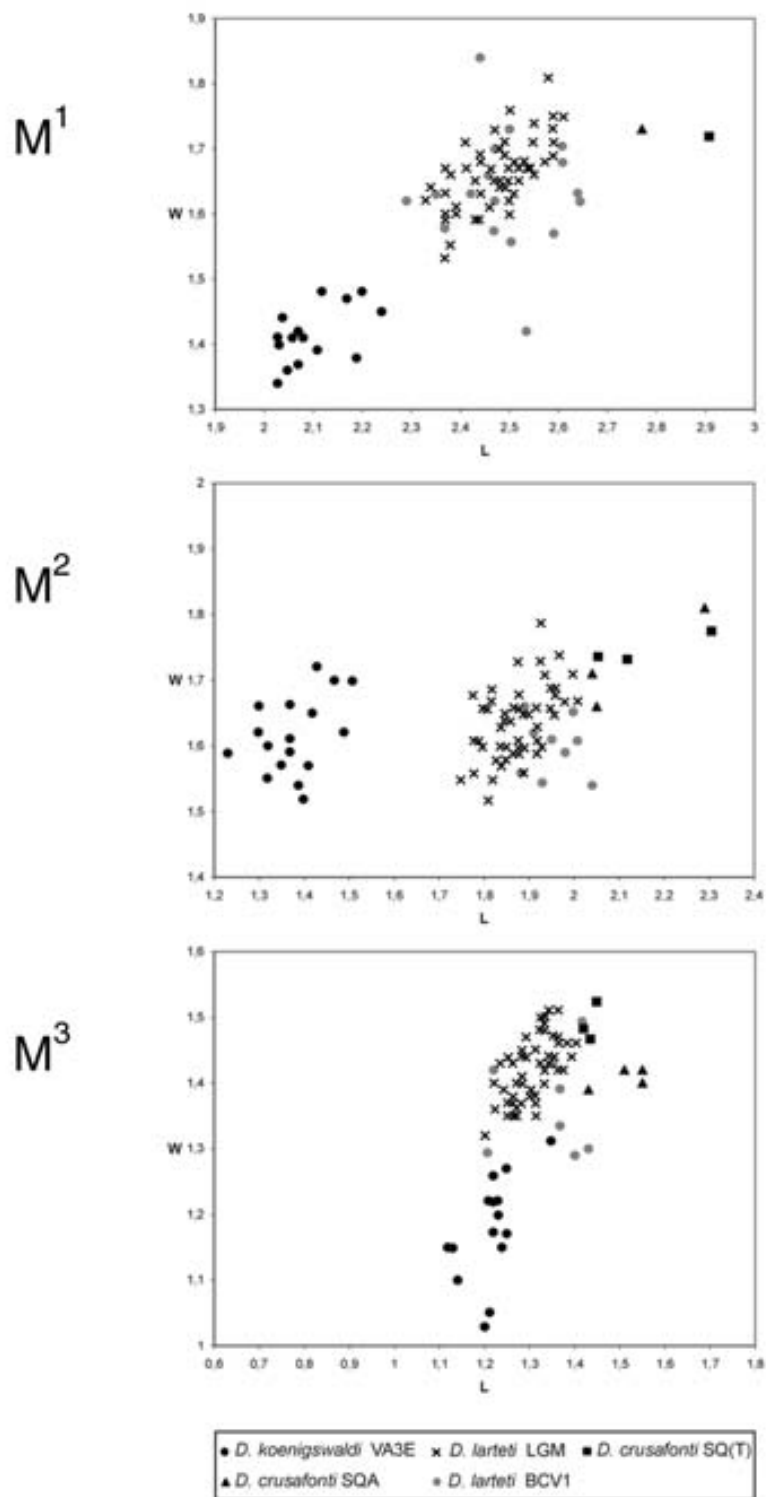 M¹
1,9
1,8
1,7
W
1,6
1,5
1,4
1,3
1,9 2 2,1 2,2 2,3 2,4 2,5 2,6 2,7 2,8 2,9 3
L
M²
2
1,9
1,8
W 1,7
1,6
1,5
1,4
1,2 1,3 1,4 1,5 1,6 1,7 1,8 1,9 2 2,1 2,2 2,3 2,4
L
M³
1,6
1,5
1,4
W 1,3
1,2
1,1
1
0,6 0,7 0,8 0,9 1 1,1 1,2 1,3 1,4 1,5 1,6 1,7 1,8
L
D. koenigswaldi VA3E D. larteti LGM D. crusafonti SQ(T)
D. crusafonti SQA D. larteti BCV1